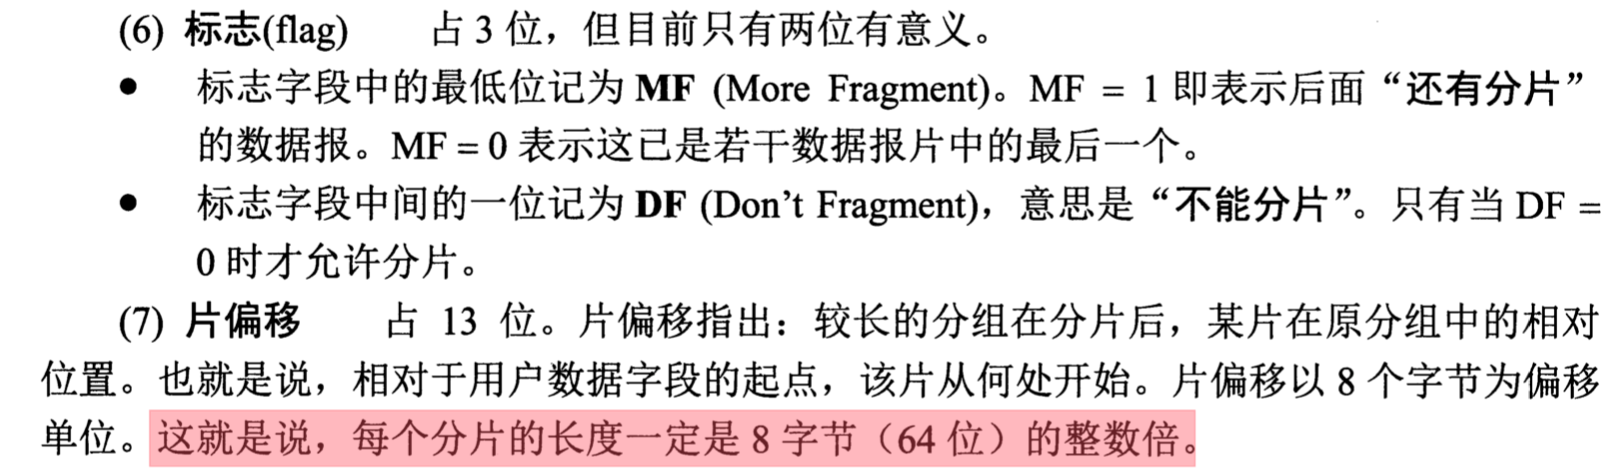 (6) 标志(flag) 占 3 位，但目前只有两位有意义。
● 标志字段中的最低位记为 MF (More Fragment)。MF = 1 即表示后面“还有分片”
的数据报。MF = 0 表示这已是若干数据报片中的最后一个。
● 标志字段中间的一位记为 DF (Don’t Fragment)，意思是“不能分片”。只有当 DF =
0 时才允许分片。
(7) 片偏移 占 13 位。片偏移指出：较长的分组在分片后，某片在原分组中的相对
位置。也就是说，相对于用户数据字段的起点，该片从何处开始。片偏移以 8 个字节为偏移
单位。这就是说，每个分片的长度一定是 8 字节（64 位）的整数倍。